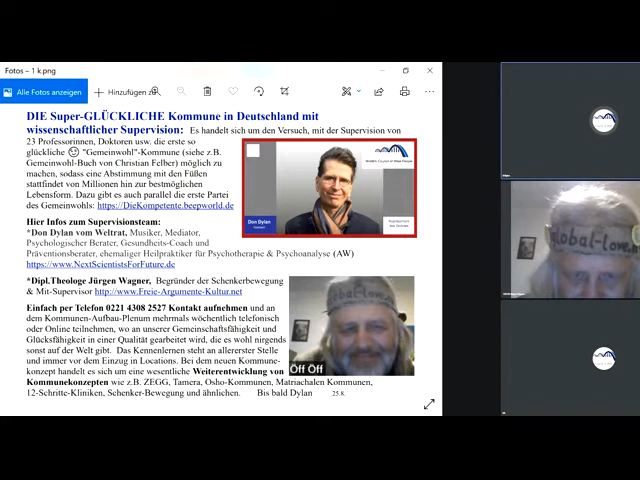 Fotos – 1 k.png
Alle Fotos anzeigen
Hinzufügen zu
DIE Super-GLÜCKLICHE Kommune in Deutschland mit
wissenschaftlicher Supervision: Es handelt sich um den Versuch, mit der Supervision von
23 Professorinnen, Doktoren usw. die erste so
glückliche "Gemeinwohl"-Kommune (siehe z.B.
Gemeinwohl-Buch von Christian Felber) möglich zu
machen, sodass eine Abstimmung mit den Füßen
stattfindet von Millionen hin zur bestmöglichen
Lebensform. Dazu gibt es auch parallel die erste Partei
des Gemeinwohls: https://DieKompetente.beepworld.de
Don Dylan
Hier Infos zum Supervisionsteam:
*Don Dylan vom Weltrat, Musiker, Mediator,
Psychologischer Berater, Gesundheits-Coach und
Präventionsberater, ehemaliger Heilpraktiker für Psychotherapie & Psychoanalyse (AW)
https://www.NextScientistsForFuture.de
*Dipl.Theologe Jürgen Wagner, Begründer der Schenkerbewegung
& Mit-Supervisor http://www.Freie-Argumente-Kultur.net
Einfach per Telefon 0221 4308 2527 Kontakt aufnehmen und an
dem Kommunen-Aufbau-Plenum mehrmals wöchentlich telefonisch
oder Online teilnehmen, wo an unserer Gemeinschaftsfähigkeit und
Glücksfähigkeit in einer Qualität gearbeitet wird, die es wohl nirgends
sonst auf der Welt gibt. Das Kennenlernen steht an allererster Stelle
und immer vor dem Einzug in Locations. Bei dem neuen Kommune-
konzept handelt es sich um eine wesentliche Weiterentwicklung von
Kommunekonzepten wie z.B. ZEGG, Tamera, Osho-Kommunen, Matriachalen Kommunen,
12-Schritte-Kliniken, Schenker-Bewegung und ähnlichen. Bis bald Dylan 25.8.
Öff Öff
global-love.